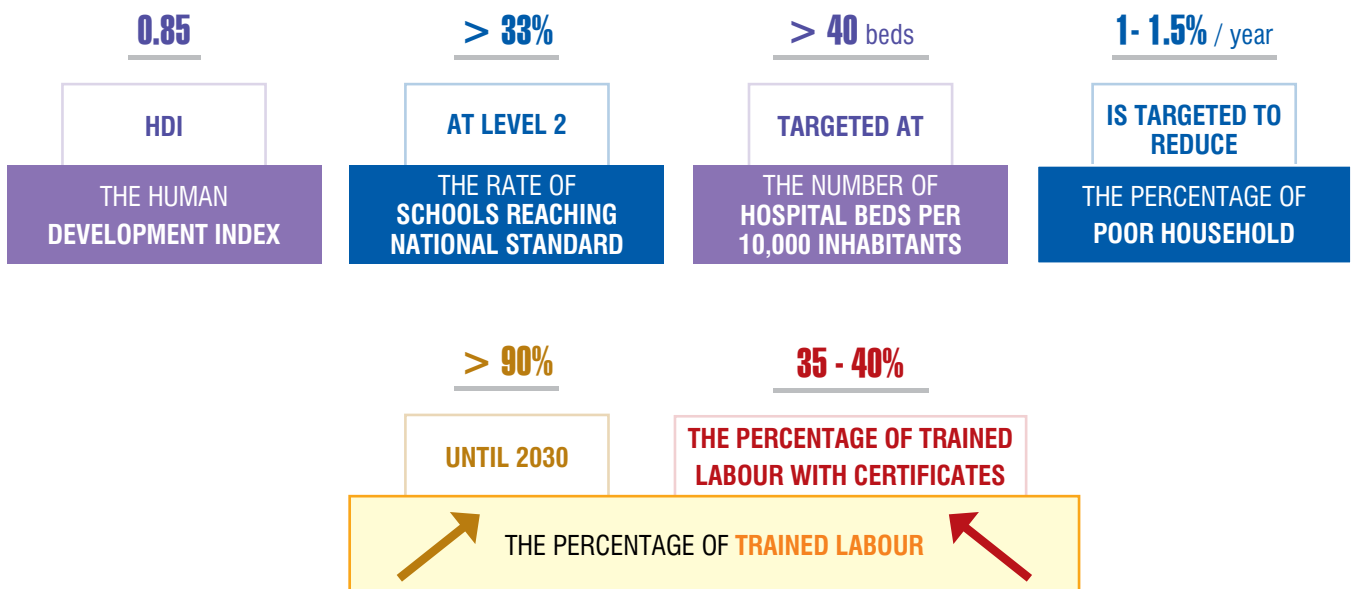 0.85
HDI
THE HUMAN
DEVELOPMENT INDEX
> 33%
AT LEVEL 2
THE RATE OF
SCHOOLS REACHING
NATIONAL STANDARD
> 40 beds
TARGETED AT
THE NUMBER OF
HOSPITAL BEDS PER
10,000 INHABITANTS
1- 1.5% / year
IS TARGETED TO
REDUCE
THE PERCENTAGE OF
POOR HOUSEHOLD
> 90%
UNTIL 2030
35 - 40%
THE PERCENTAGE OF TRAINED
LABOUR WITH CERTIFICATES
THE PERCENTAGE OF TRAINED LABOUR